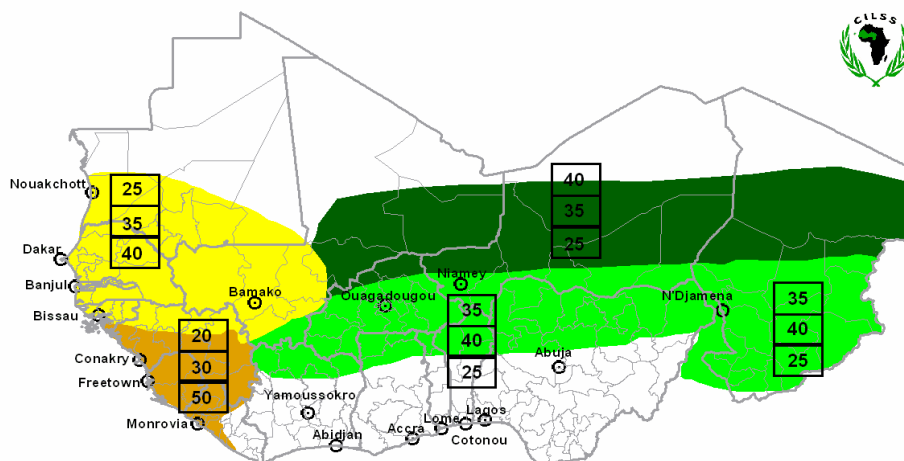 CILSS
Nouakchott
25
35
40
40
35
25
Dakar
Banjul
Bissau
Bamako
Ouagadougou
Niamey
N'Djamena
35
40
25
35
40
25
20
30
50
Conakry
Freetown
Monrovia
Yamoussokro
Abidjan
Accra
Lome
Lagos
Cotonou
Abuja